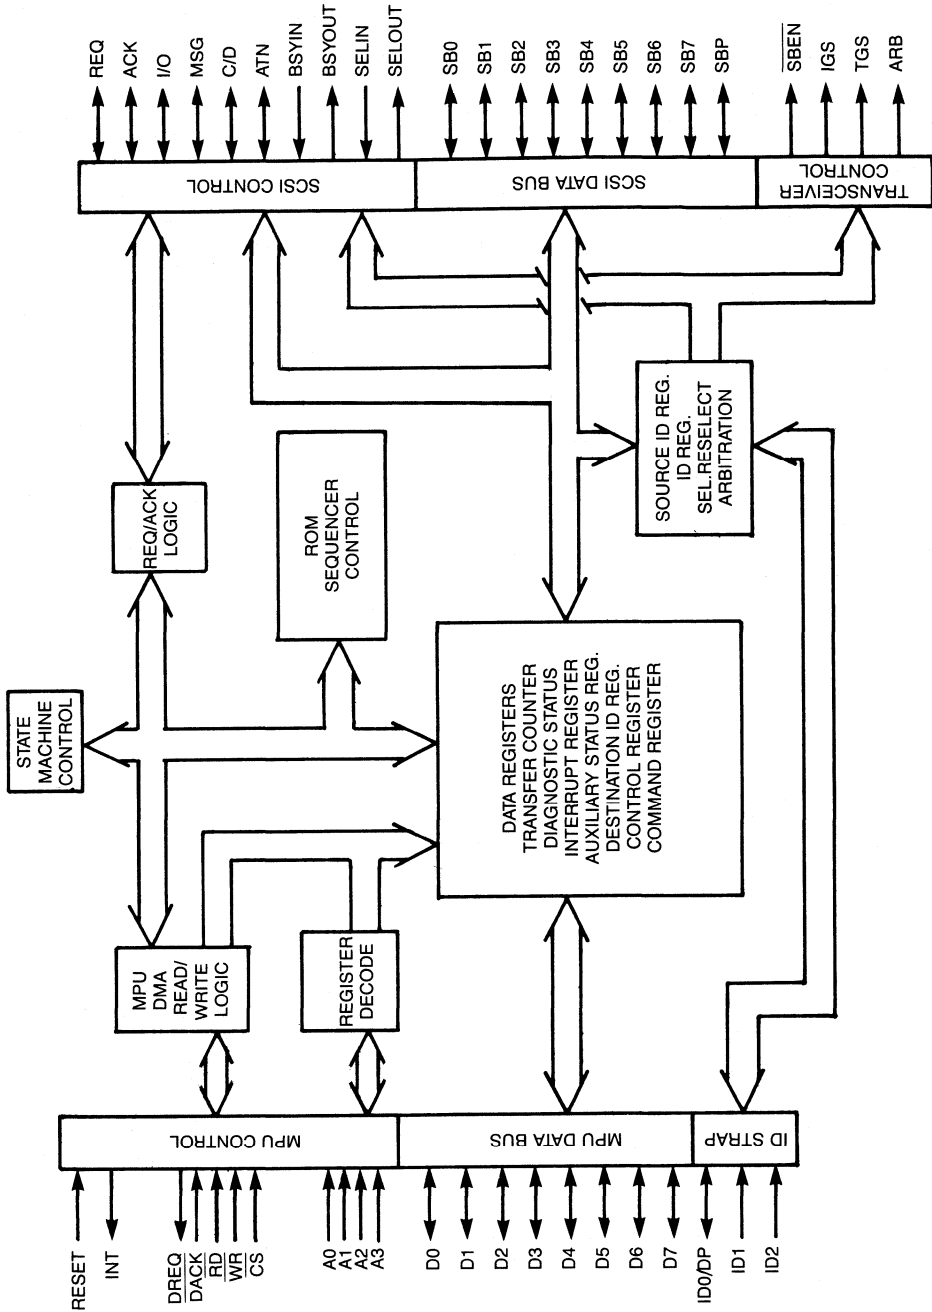 REQ
ACK
I/O
MSG
C/D
ATN
BSYIN
BSYOUT
SELIN
SELOUT
SB0
SB1
SB2
SB3
SB4
SB5
SB6
SB7
SBP
SBEN
IGS
TGS
ARB
SCSI CONTROL
SCSI DATA BUS
TRANSCEIVER
CONTROL
REQ/ACK
LOGIC
ROM
SEQUENCER
CONTROL
SOURCE ID REG.
ID REG.
SEL.RESELECT
ARBITRATION
STATE
MACHINE
CONTROL
DATA REGISTERS
TRANSFER COUNTER
DIAGNOSTIC STATUS
INTERRUPT REGISTER
AUXILIARY STATUS REG.
DESTINATION ID REG.
CONTROL REGISTER
COMMAND REGISTER
MPU
DMA
READ/
WRITE
LOGIC
REGISTER
DECODE
MPU CONTROL
MPU DATA BUS
ID STRAP
RESET
INT
DREQ
DACK
RD
WR
CS
A0
A1
A2
A3
D0
D1
D2
D3
D4
D5
D6
D7
ID0/DP
ID1
ID2